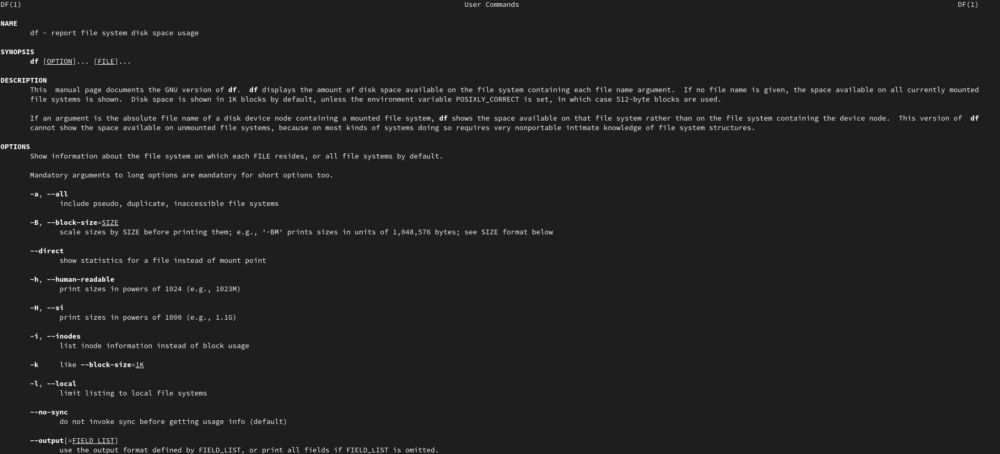 DF(1) User Commands DF(1)
NAME
df - report file system disk space usage
SYNOPSIS
df [OPTION]... [FILE]...
DESCRIPTION
This  manual page documents the GNU version of df.  df displays the amount of disk space available on the file system containing each file name argument.  If no file name is given, the space available on all currently mounted
file systems is shown.  Disk space is shown in 1K blocks by default, unless the environment variable POSIXLY_CORRECT is set, in which case 512-byte blocks are used.
If an argument is the absolute file name of a disk device node containing a mounted file system, df shows the space available on that file system rather than on the file system containing the device node.  This version of  df
cannot show the space available on unmounted file systems, because on most kinds of systems doing so requires very nonportable intimate knowledge of file system structures.
OPTIONS
Show information about the file system on which each FILE resides, or all file systems by default.
Mandatory arguments to long options are mandatory for short options too.
-a, --all
include pseudo, duplicate, inaccessible file systems
-B, --block-size=SIZE
scale sizes by SIZE before printing them; e.g., '-BM' prints sizes in units of 1,048,576 bytes; see SIZE format below
--direct
show statistics for a file instead of mount point
-h, --human-readable
print sizes in powers of 1024 (e.g., 1023M)
-H, --si
print sizes in powers of 1000 (e.g., 1.1G)
-i, --inodes
list inode information instead of block usage
-k     like --block-size=1K
-l, --local
limit listing to local file systems
--no-sync
do not invoke sync before getting usage info (default)
--output[=FIELD_LIST]
use the output format defined by FIELD_LIST, or print all fields if FIELD_LIST is omitted.